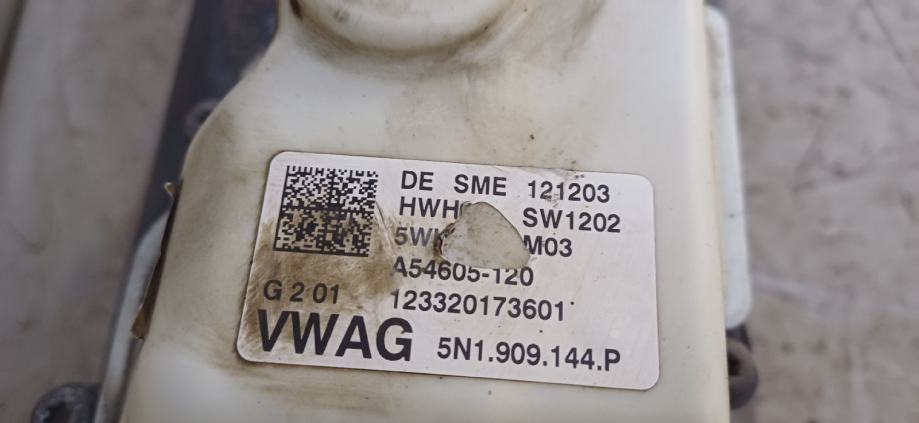 DE SME 121203
SW1202
M03
A54605-120
G 2 01
123320173601
VWAG
5N1.909.144.P